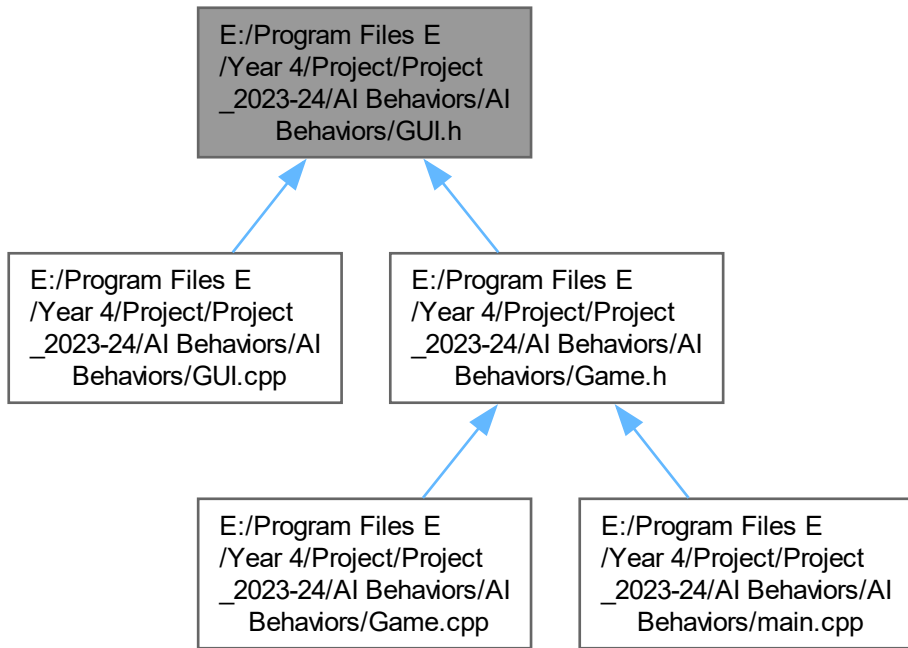 E:/Program Files E
/Year 4/Project/Project
_2023-24/AI Behaviors/AI
Behaviors/GUI.h
E:/Program Files E
/Year 4/Project/Project
_2023-24/AI Behaviors/AI
Behaviors/GUI.cpp
E:/Program Files E
/Year 4/Project/Project
_2023-24/AI Behaviors/AI
Behaviors/Game.h
E:/Program Files E
/Year 4/Project/Project
_2023-24/AI Behaviors/AI
Behaviors/Game.cpp
E:/Program Files E
/Year 4/Project/Project
_2023-24/AI Behaviors/AI
Behaviors/main.cpp